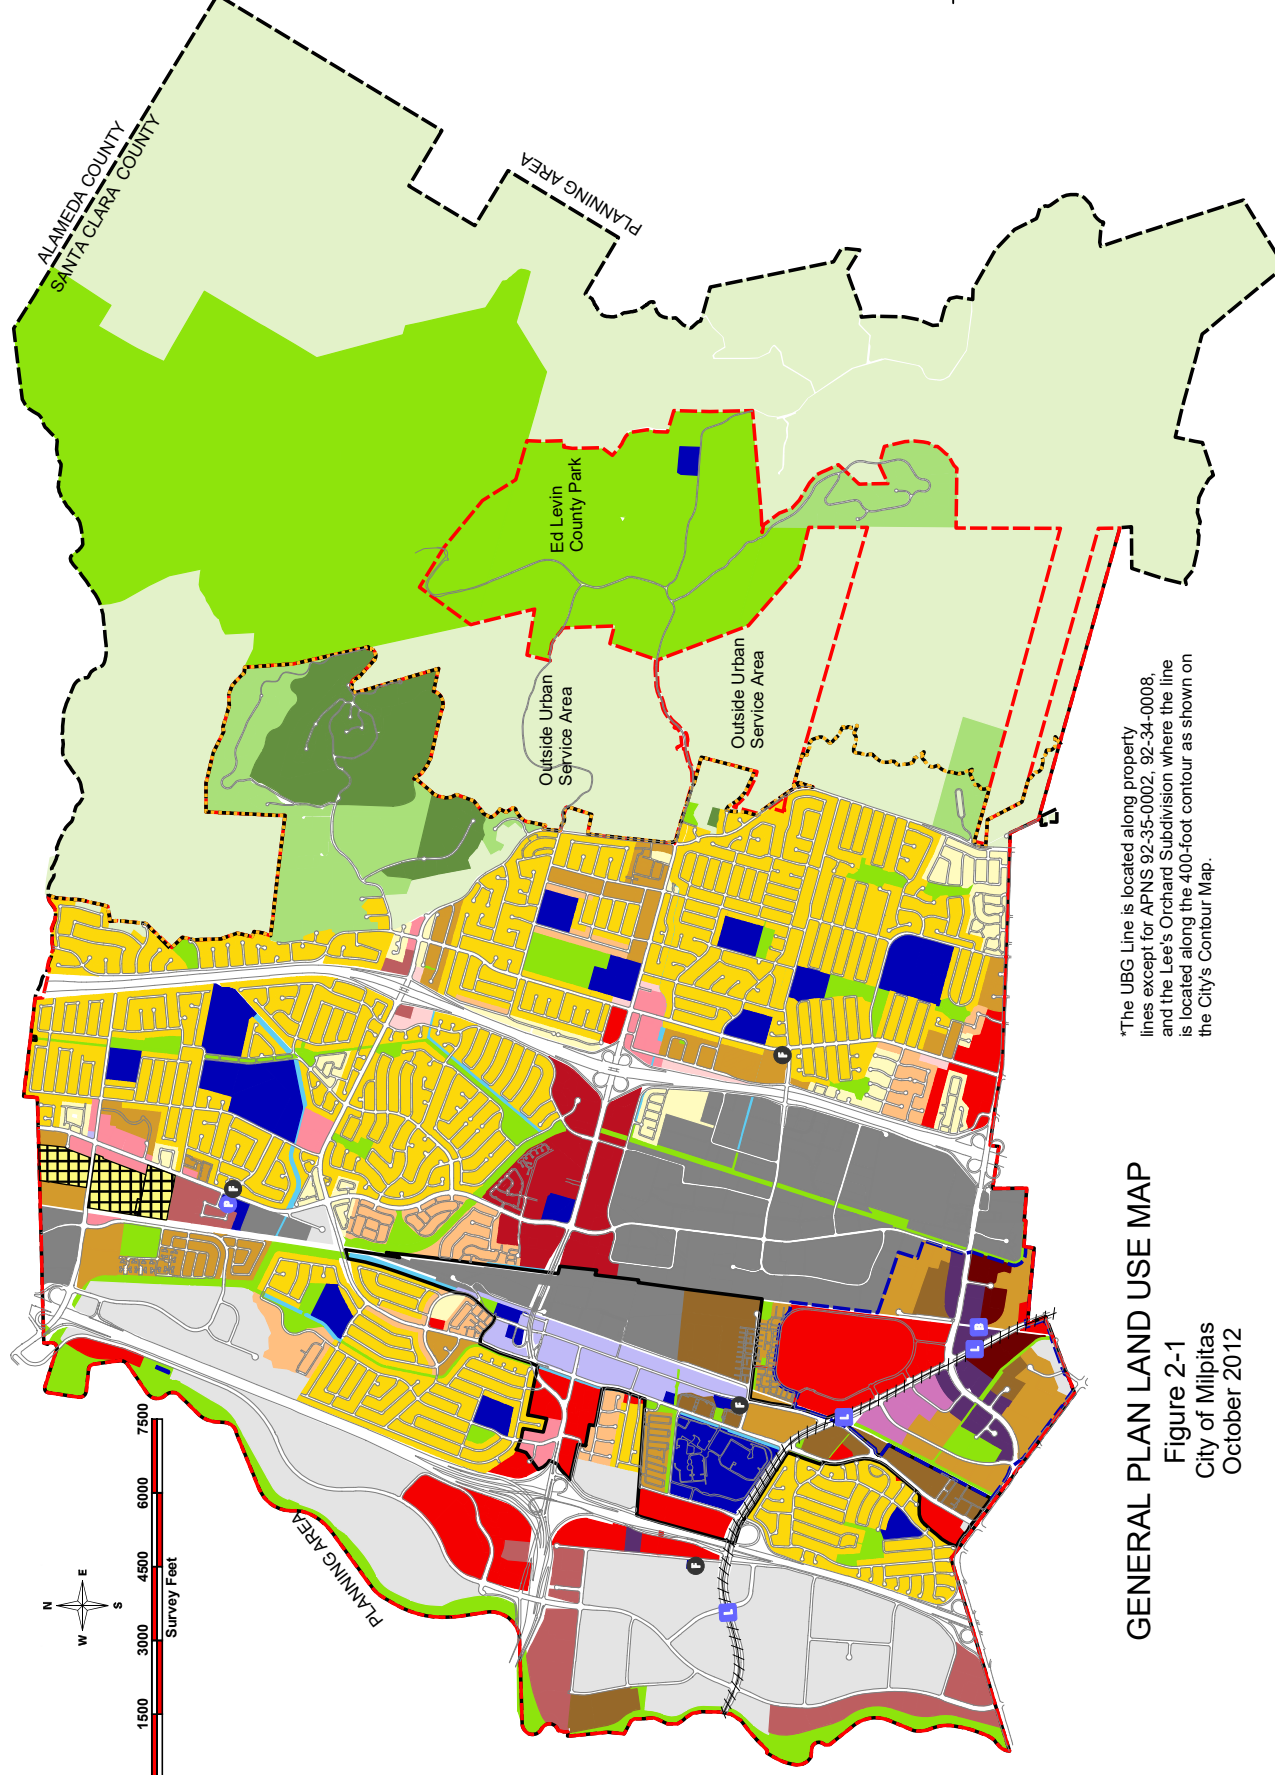 ALAMEDA COUNTY
SANTA CLARA COUNTY
PLANNING AREA
Ed Levin
County Park
Outside Urban
Service Area
Outside Urban
Service Area
PLANNING AREA
F
P
F
F
F
L
L
L
B
N
W
E
S
1500
3000
4500
6000
7500
Survey Feet
*The UBG Line is located along property
lines except for APNS 92-35-0002, 92-34-0008,
and the Lee's Orchard Subdivision where the line
is located along the 400-foot contour as shown on
the City's Contour Map.
GENERAL PLAN LAND USE MAP
Figure 2-1
City of Milpitas
October 2012